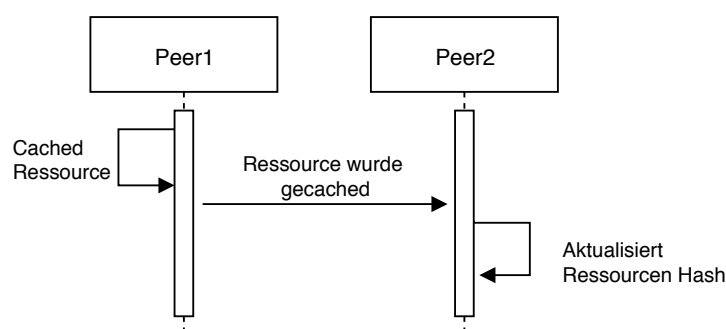 Peer1
Peer2
Cached
Ressource
Ressource wurde
gecached
Aktualisiert
Ressourcen Hash